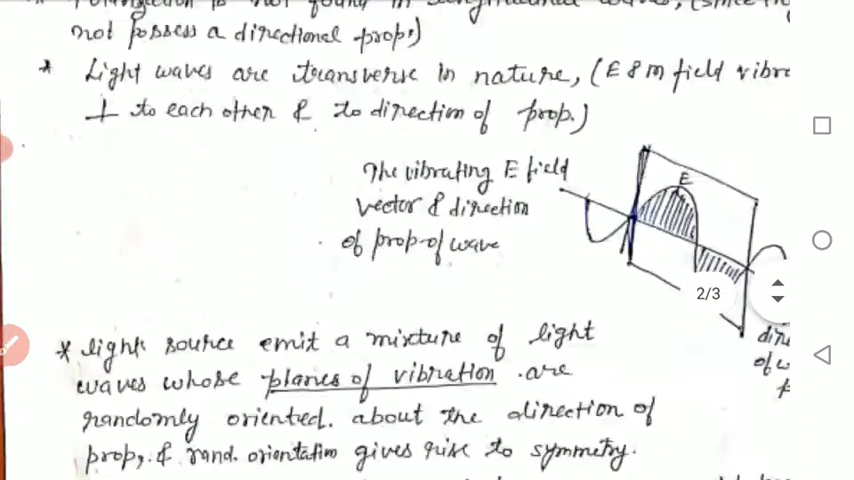 not possess a directional prop.)
* Light waves are transverse in nature, (E & m field vibra
⊥ to each other & to direction of prop.)
The vibrating E field
vector & direction
of prop. of wave
E
2/3
* light source emit a mixture of light
waves whose planes of vibration are
randomly oriented. about the direction of
prop, & rand. orientation gives rise to symmetry.
of w